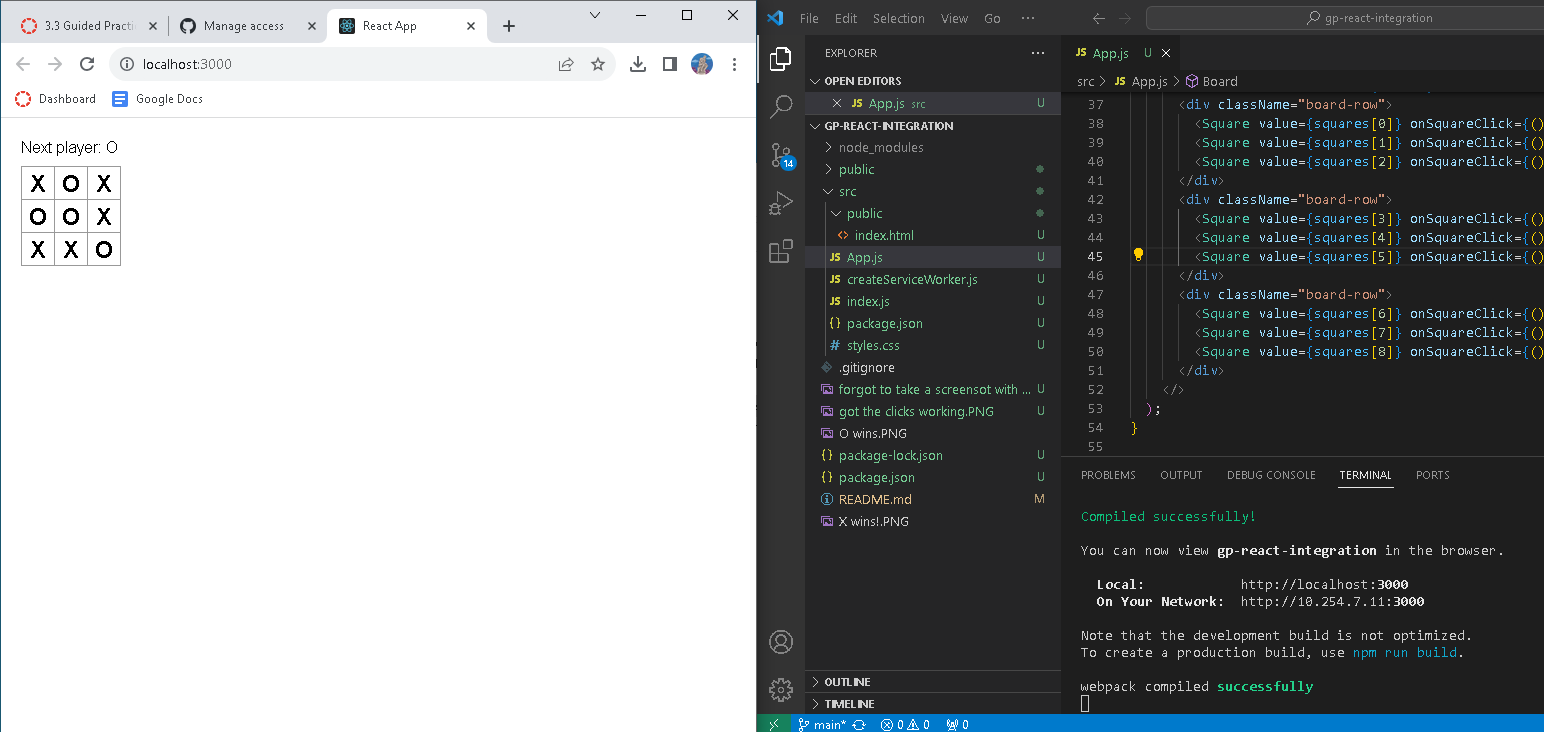 3.3 Guided Practi
Manage access
React App
localhost:3000
Dashboard
Google Docs
Next player: O
X O X
O O X
X X O
File Edit Selection View Go ···
gp-react-integration
EXPLORER
OPEN EDITORS
JS App.js src U
GP-REACT-INTEGRATION
node_modules
public
src
public
<> index.html U
JS App.js U
JS createServiceWorker.js U
JS index.js U
{} package.json U
# styles.css U
.gitignore
forgot to take a screensot with ... U
got the clicks working.PNG U
O wins.PNG
{} package-lock.json U
{} package.json U
README.md M
X wins!.PNG
OUTLINE
TIMELINE
14
JS App.js U
src > JS App.js > Board
37 <div className="board-row">
38 <Square value={squares[0]} onSquareClick={()
39 <Square value={squares[1]} onSquareClick={()
40 <Square value={squares[2]} onSquareClick={()
41 </div>
42 <div className="board-row">
43 <Square value={squares[3]} onSquareClick={()
44 <Square value={squares[4]} onSquareClick={()
45 <Square value={squares[5]} onSquareClick={()
46 </div>
47 <div className="board-row">
48 <Square value={squares[6]} onSquareClick={()
49 <Square value={squares[7]} onSquareClick={()
50 <Square value={squares[8]} onSquareClick={()
51 </div>
52 </>
53 );
54 }
55
PROBLEMS OUTPUT DEBUG CONSOLE TERMINAL PORTS
Compiled successfully!
You can now view gp-react-integration in the browser.
Local: http://localhost:3000
On Your Network: http://10.254.7.11:3000
Note that the development build is not optimized.
To create a production build, use npm run build.
webpack compiled successfully
main* 0 0 0